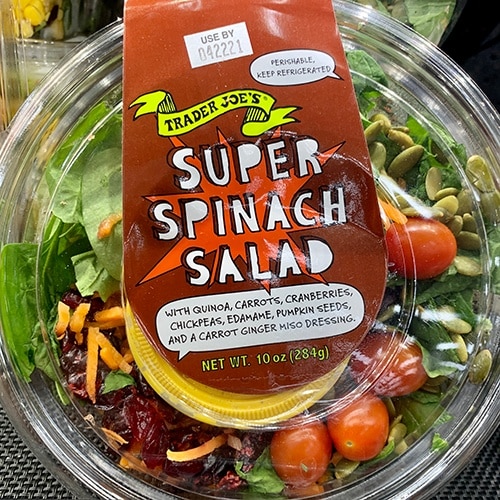 USE BY
042221
PERISHABLE,
KEEP REFRIGERATED
TRADER JOE'S®
SUPER
SPINACH
SALAD
WITH QUINOA, CARROTS, CRANBERRIES,
CHICKPEAS, EDAMAME, PUMPKIN SEEDS,
AND A CARROT GINGER MISO DRESSING.
NET WT. 10 oz (284g)